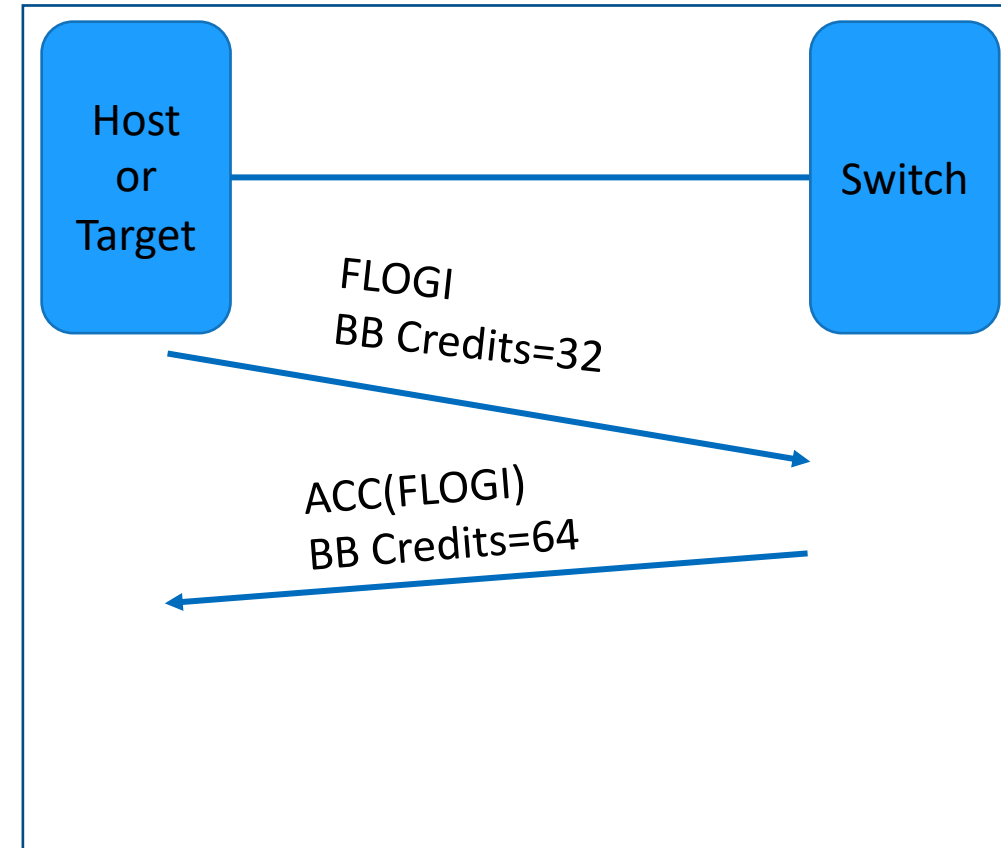 Host
or
Target
Switch
FLOGI
BB Credits=32
ACC(FLOGI)
BB Credits=64